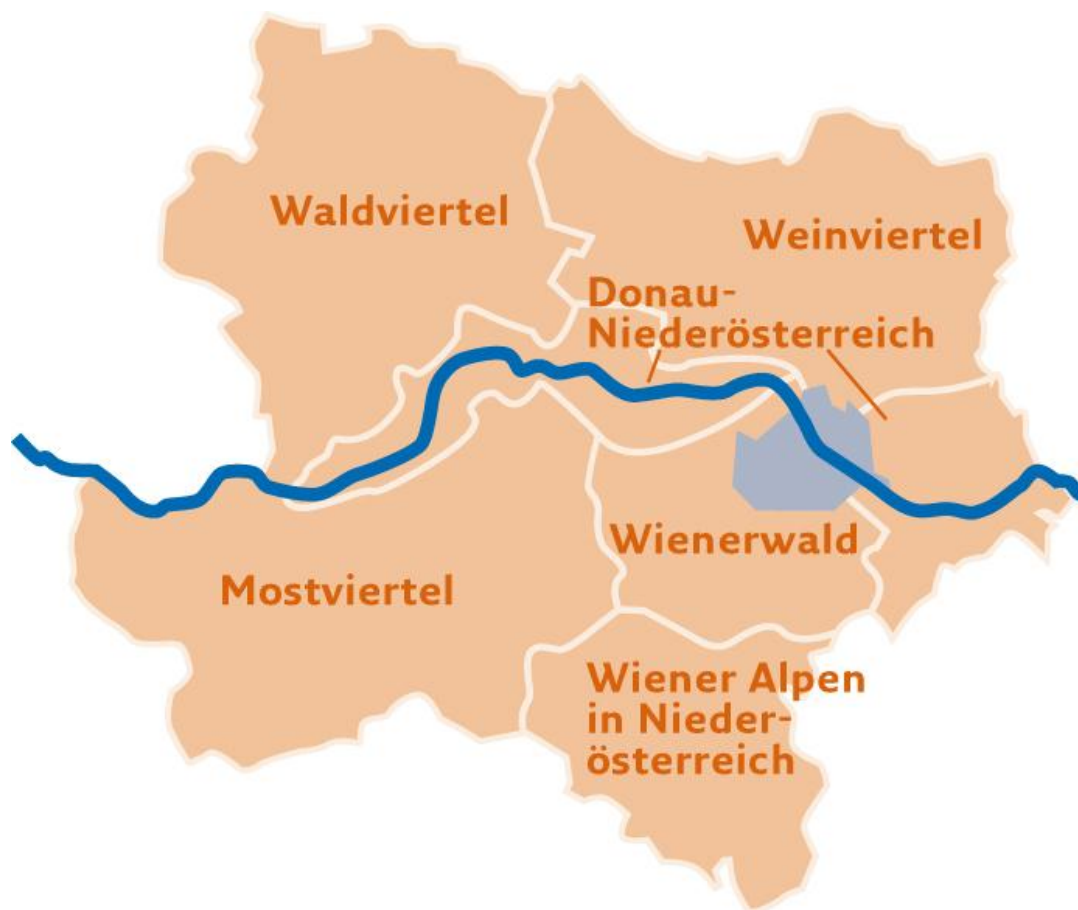 Waldviertel
Weinviertel
Donau-
Niederösterreich
Wienerwald
Mostviertel
Wiener Alpen
in Nieder-
österreich